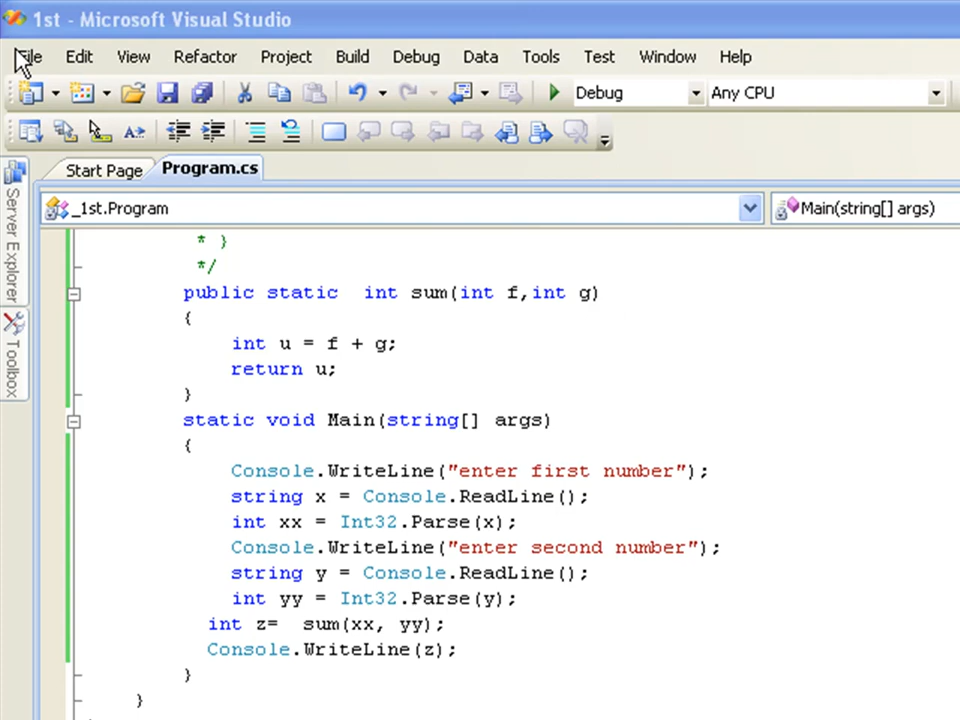 1st - Microsoft Visual Studio
File Edit View Refactor Project Build Debug Data Tools Test Window Help
Debug Any CPU
Start Page Program.cs
Server Explorer
Toolbox
_1st.Program Main(string[] args)
* }
*/
public static  int sum(int f,int g)
{
int u = f + g;
return u;
}
static void Main(string[] args)
{
Console.WriteLine("enter first number");
string x = Console.ReadLine();
int xx = Int32.Parse(x);
Console.WriteLine("enter second number");
string y = Console.ReadLine();
int yy = Int32.Parse(y);
int z=  sum(xx, yy);
Console.WriteLine(z);
}
}